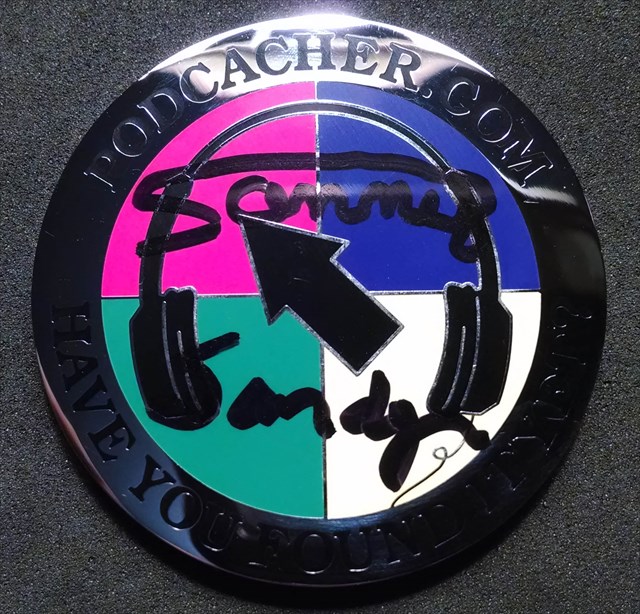 PODCACHER.COM
Sonny
Sandy
HAVE YOU FOUND IT YET?